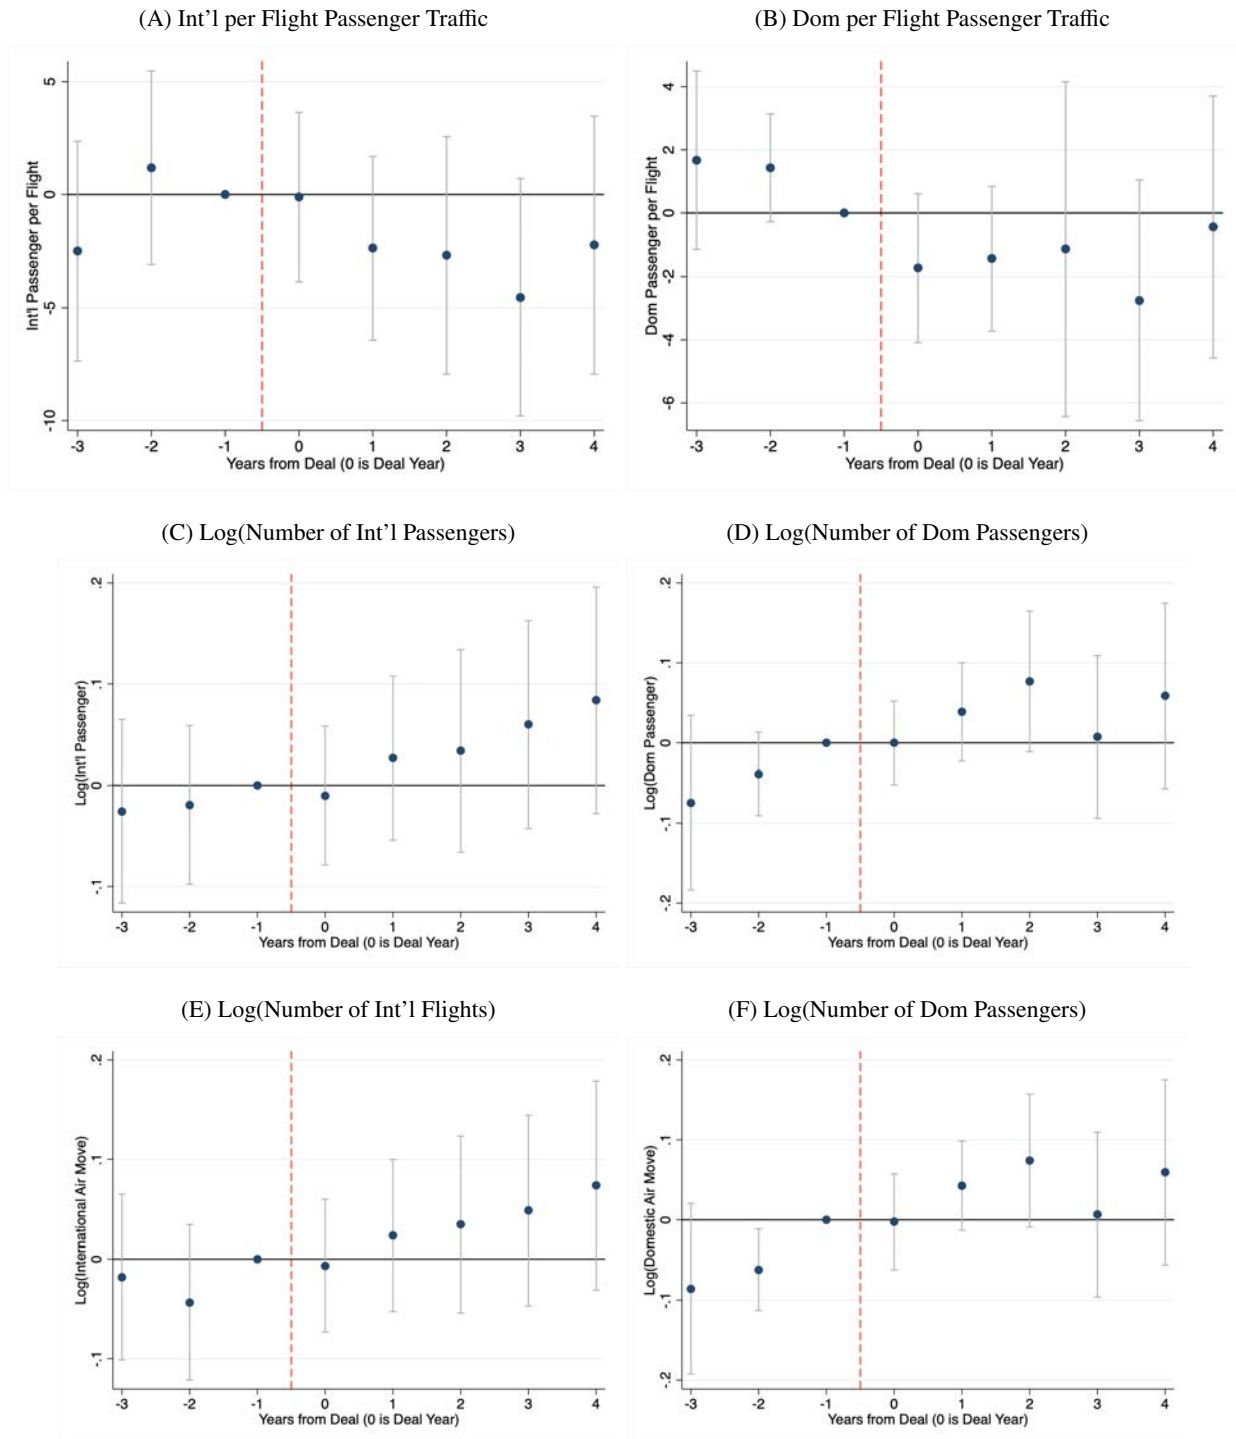 (A) Int'l per Flight Passenger Traffic
Int'l Passenger per Flight
5
0
-5
-10
-3 -2 -1 0 1 2 3 4
Years from Deal (0 is Deal Year)
(B) Dom per Flight Passenger Traffic
Dom Passenger per Flight
4
2
0
-2
-4
-6
-3 -2 -1 0 1 2 3 4
Years from Deal (0 is Deal Year)
(C) Log(Number of Int'l Passengers)
Log(Int'l Passenger)
.2
.1
0
-.1
-3 -2 -1 0 1 2 3 4
Years from Deal (0 is Deal Year)
(D) Log(Number of Dom Passengers)
Log(Dom Passenger)
.2
.1
0
-.1
-.2
-3 -2 -1 0 1 2 3 4
Years from Deal (0 is Deal Year)
(E) Log(Number of Int'l Flights)
Log(International Air Move)
.2
.1
0
-.1
-3 -2 -1 0 1 2 3 4
Years from Deal (0 is Deal Year)
(F) Log(Number of Dom Passengers)
Log(Domestic Air Move)
.2
.1
0
-.1
-.2
-3 -2 -1 0 1 2 3 4
Years from Deal (0 is Deal Year)